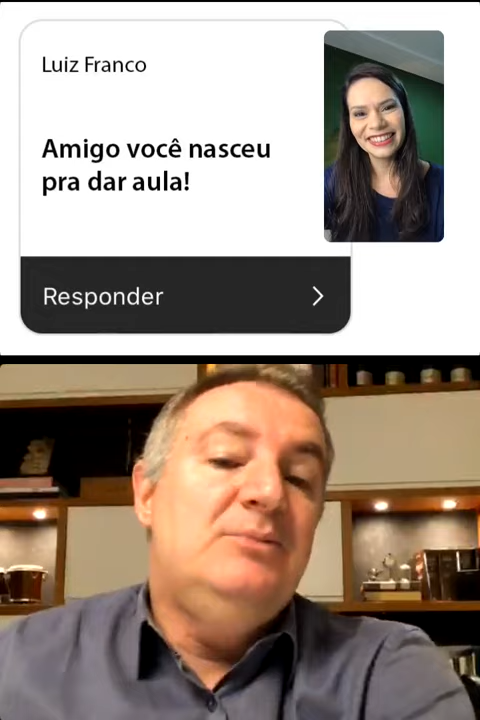 Luiz Franco
Amigo você nasceu
pra dar aula!
Responder